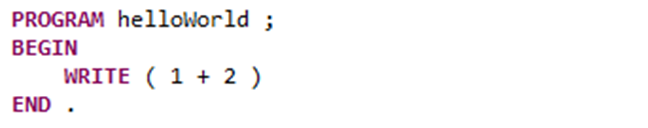 PROGRAM helloWorld ;
BEGIN
    WRITE ( 1 + 2 )
END .